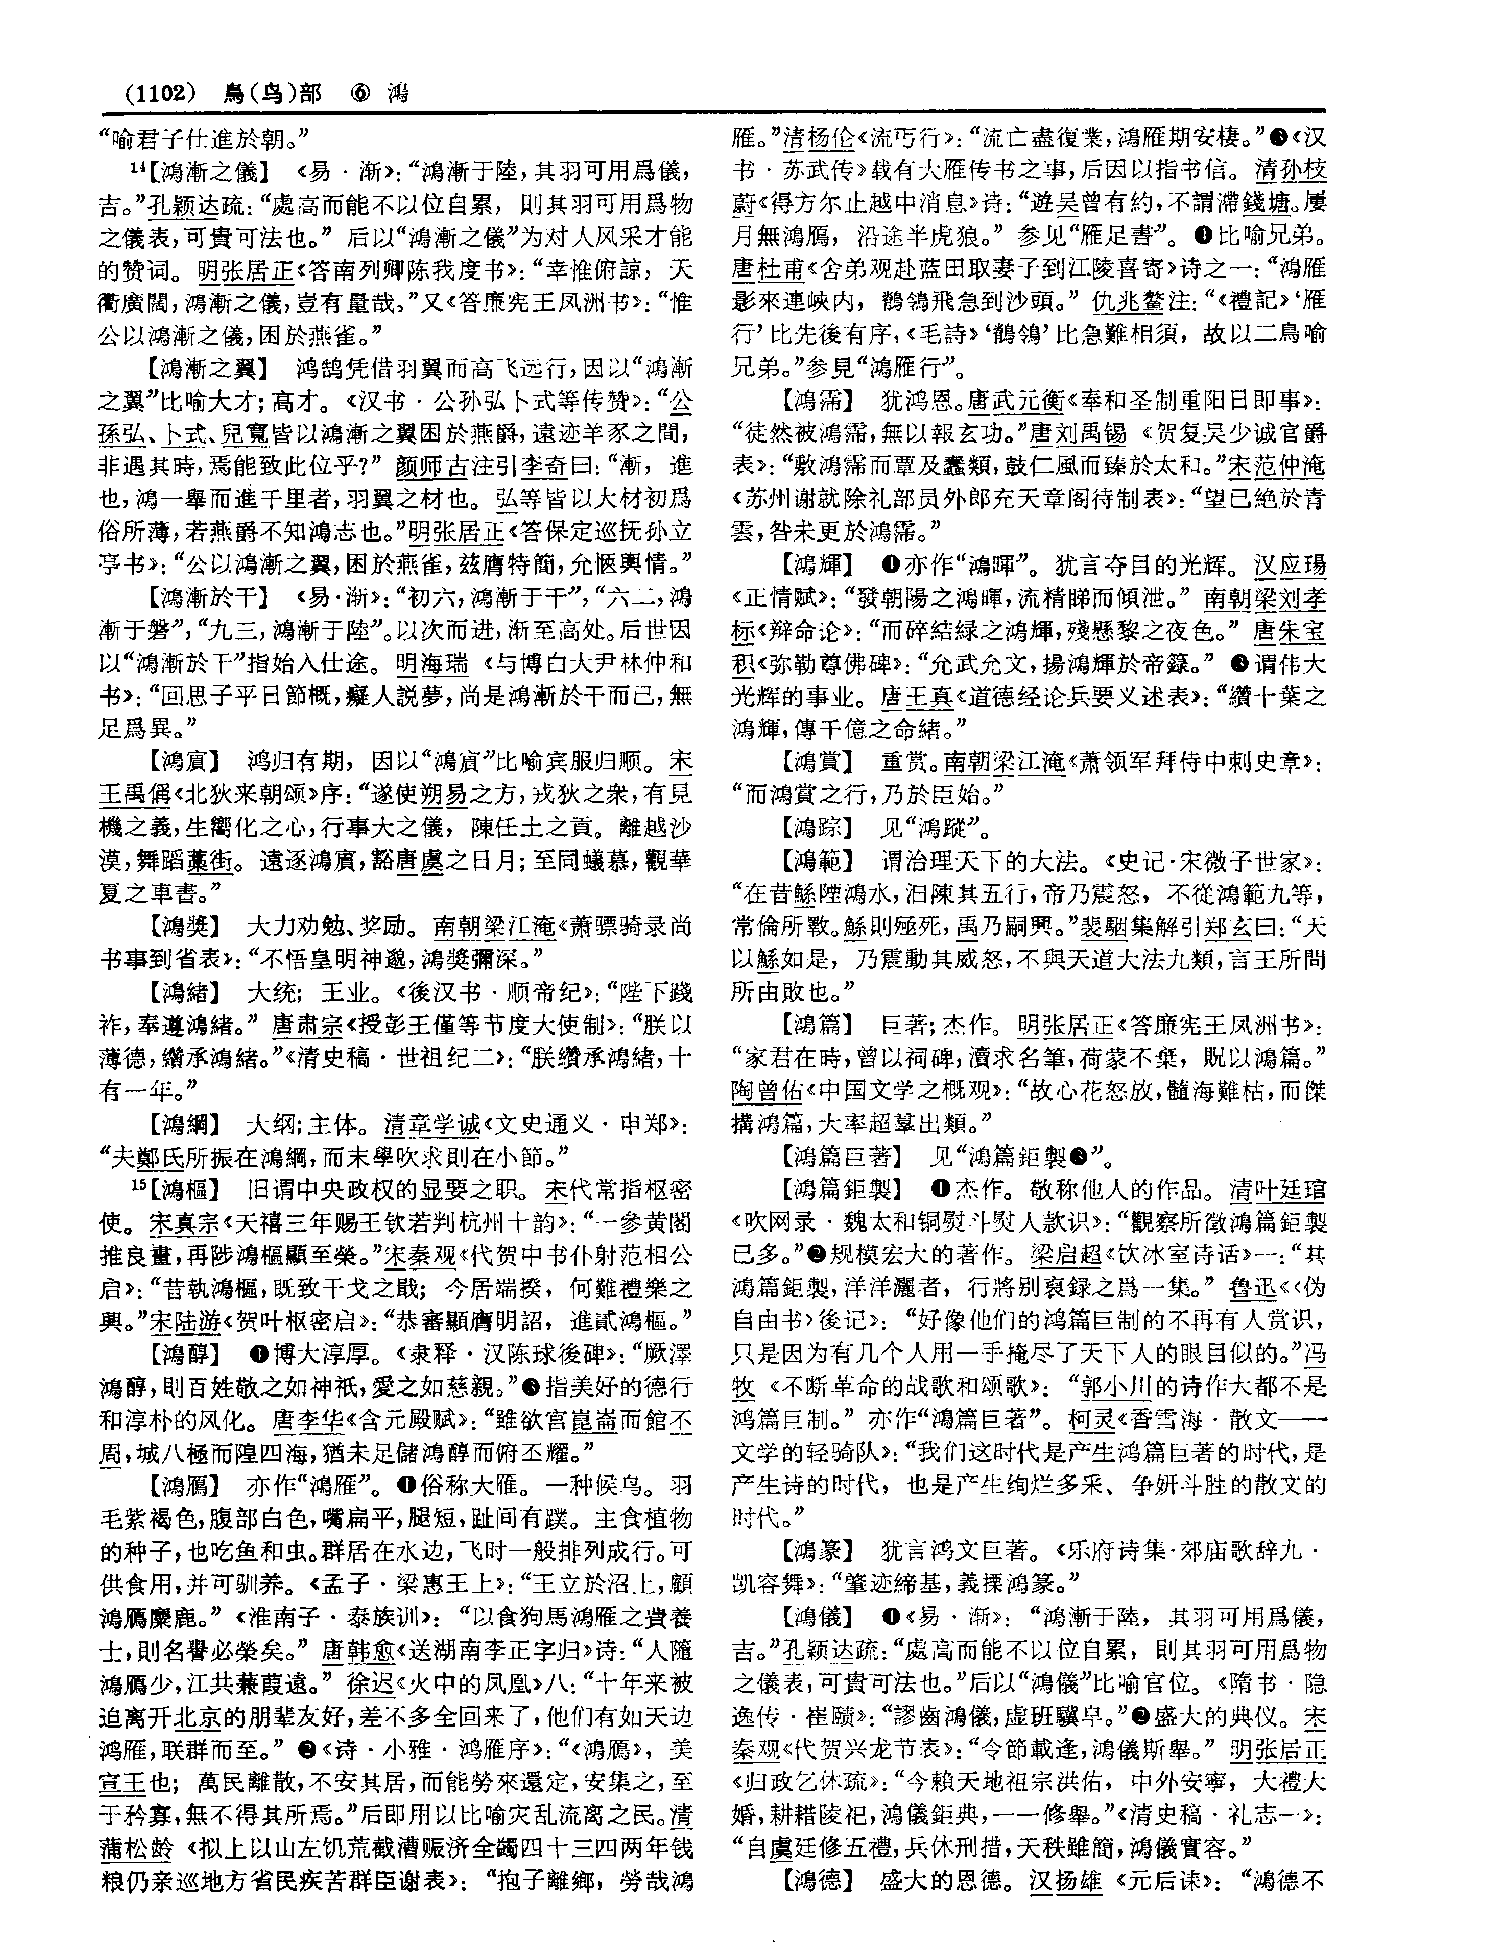 (1102) 鳥(鸟)部 ⑥ 鴻
“喻君子仕進於朝。”
¹⁴【鴻漸之儀】 《易·渐》：“鴻漸于陸，其羽可用爲儀，
吉。”孔颖达疏：“處高而能不以位自累，則其羽可用爲物
之儀表，可貴可法也。”后以“鴻漸之儀”为对人风采才能
的赞词。明张居正《答南列卿陈我度书》：“幸惟俯諒，天
衢廣闊，鴻漸之儀，豈有量哉。”又《答廉宪王凤洲书》：“惟
公以鴻漸之儀，困於燕雀。”
【鴻漸之翼】 鸿鹄凭借羽翼而高飞远行，因以“鴻漸
之翼”比喻大才；高才。《汉书·公孙弘卜式等传赞》：“公
孫弘、卜式、兒寬皆以鴻漸之翼困於燕爵，遠迹羊豕之間，
非遇其時，焉能致此位乎？”颜师古注引李奇曰：“漸，進
也，鴻一舉而進千里者，羽翼之材也。弘等皆以大材初爲
俗所薄，若燕爵不知鴻志也。”明张居正《答保定巡抚孙立
亭书》：“公以鴻漸之翼，困於燕雀，兹膺特簡，允愜輿情。”
【鴻漸於干】 《易·渐》：“初六，鴻漸于干”，“六二，鴻
漸于磐”，“九三，鴻漸于陸”。以次而进，渐至高处。后世因
以“鴻漸於干”指始入仕途。明海瑞《与博白大尹林仲和
书》：“回思子平日節概，癡人説夢，尚是鴻漸於干而已，無
足爲異。”
【鴻賓】 鸿归有期，因以“鴻賓”比喻宾服归顺。宋
王禹偁《北狄来朝颂》序：“遂使朔易之方，戎狄之衆，有見
機之義，生嚮化之心，行事大之儀，陳任土之貢。離越沙
漠，舞蹈藁街。遠逐鴻賓，豁唐虞之日月；至同蟻慕，觀華
夏之車書。”
【鴻獎】 大力劝勉、奖励。南朝梁江淹《萧骠骑录尚
书事到省表》：“不悟皇明神邈，鴻獎彌深。”
【鴻緒】 大统；王业。《後汉书·顺帝纪》：“陛下踐
祚，奉遵鴻緒。”唐肃宗《授彭王僅等节度大使制》：“朕以
薄德，纘承鴻緒。”《清史稿·世祖纪二》：“朕纘承鴻緒，十
有一年。”
【鴻綱】 大纲；主体。清章学诚《文史通义·申郑》：
“夫鄭氏所振在鴻綱，而末學吹求則在小節。”
¹⁵【鴻樞】 旧谓中央政权的显要之职。宋代常指枢密
使。宋真宗《天禧三年赐王钦若判杭州十韵》：“一參黄閣
推良畫，再陟鴻樞顯至榮。”宋秦观《代贺中书仆射范相公
启》：“昔執鴻樞，既致干戈之戢；今居端揆，何難禮樂之
興。”宋陆游《贺叶枢密启》：“恭審顯膺明詔，進貳鴻樞。”
【鴻醇】 ❶博大淳厚。《隶释·汉陈球後碑》：“厥澤
鴻醇，則百姓敬之如神祇，愛之如慈親。”❷指美好的德行
和淳朴的风化。唐李华《含元殿赋》：“雖欲宫崑崙而館不
周，城八極而隍四海，猶未足儲鴻醇而俯丕耀。”
【鴻鴈】 亦作“鴻雁”。❶俗称大雁。一种候鸟。羽
毛紫褐色，腹部白色，嘴扁平，腿短，趾间有蹼。主食植物
的种子，也吃鱼和虫。群居在水边，飞时一般排列成行。可
供食用，并可驯养。《孟子·梁惠王上》：“王立於沼上，顧
鴻鴈麋鹿。”《淮南子·泰族训》：“以食狗馬鴻雁之費養
士，則名譽必榮矣。”唐韩愈《送湖南李正字归》诗：“人隨
鴻鴈少，江共蒹葭遠。”徐迟《火中的凤凰》八：“十年来被
迫离开北京的朋辈友好，差不多全回来了，他们有如天边
鸿雁，联群而至。”❷《诗·小雅·鸿雁序》：“《鴻鴈》，美
宣王也；萬民離散，不安其居，而能勞來還定，安集之，至
于矜寡，無不得其所焉。”后即用以比喻灾乱流离之民。清
蒲松龄《拟上以山左饥荒截漕赈济全蠲四十三四两年钱
粮仍亲巡地方省民疾苦群臣谢表》：“抱子離鄉，勞哉鴻
雁。”清杨伦《流丐行》：“流亡盡復業，鴻雁期安棲。”❸《汉
书·苏武传》载有大雁传书之事，后因以指书信。清孙枝
蔚《得方尔止越中消息》诗：“遊吴曾有約，不謂滯錢塘。屢
月無鴻鴈，沿途半虎狼。”参见“雁足書”。❹比喻兄弟。
唐杜甫《舍弟观赴蓝田取妻子到江陵喜寄》诗之一：“鴻雁
影來連峽内，鶺鴒飛急到沙頭。”仇兆鳌注：“《禮記》‘雁
行’比先後有序，《毛詩》‘鶺鴒’比急難相須，故以二鳥喻
兄弟。”参見“鴻雁行”。
【鴻霈】 犹鸿恩。唐武元衡《奉和圣制重阳日即事》：
“徒然被鴻霈，無以報玄功。”唐刘禹锡《贺复吴少诚官爵
表》：“敷鴻霈而覃及蠢類，鼓仁風而臻於太和。”宋范仲淹
《苏州谢就除礼部员外郎充天章阁待制表》：“望已絶於青
雲，咎未更於鴻霈。”
【鴻輝】 ❶亦作“鴻暉”。犹言夺目的光辉。汉应瑒
《正情赋》：“發朝陽之鴻暉，流精睇而傾泄。”南朝梁刘孝
标《辩命论》：“而碎結緑之鴻輝，殘懸黎之夜色。”唐朱宝
积《弥勒尊佛碑》：“允武允文，揚鴻輝於帝籙。”❷谓伟大
光辉的事业。唐王真《道德经论兵要义述表》：“纘十葉之
鴻輝，傳千億之命緒。”
【鴻賞】 重赏。南朝梁江淹《萧领军拜侍中刺史章》：
“而鴻賞之行，乃於臣始。”
【鴻踪】 见“鴻蹤”。
【鴻範】 谓治理天下的大法。《史记·宋微子世家》：
“在昔鯀陻鴻水，汩陳其五行，帝乃震怒，不從鴻範九等，
常倫所斁。鯀則殛死，禹乃嗣興。”裴駰集解引郑玄曰：“天
以鯀如是，乃震動其威怒，不與天道大法九類，言王所問
所由敗也。”
【鴻篇】 巨著；杰作。明张居正《答廉宪王凤洲书》：
“家君在時，曾以祠碑，瀆求名筆，荷蒙不棄，貺以鴻篇。”
陶曾佑《中国文学之概观》：“故心花怒放，髓海難枯，而傑
搆鴻篇，大率超羣出類。”
【鴻篇巨著】 见“鴻篇鉅製❷”。
【鴻篇鉅製】 ❶杰作。敬称他人的作品。清叶廷琯
《吹网录·魏太和铜熨斗熨人款识》：“觀察所徵鴻篇鉅製
已多。”❷规模宏大的著作。梁启超《饮冰室诗话》一：“其
鴻篇鉅製，洋洋灑者，行將别裒録之爲一集。”鲁迅《〈伪
自由书〉後记》：“好像他们的鸿篇巨制的不再有人赏识，
只是因为有几个人用一手掩尽了天下人的眼目似的。”冯
牧《不断革命的战歌和颂歌》：“郭小川的诗作大都不是
鸿篇巨制。”亦作“鴻篇巨著”。柯灵《香雪海·散文——
文学的轻骑队》：“我们这时代是产生鸿篇巨著的时代，是
产生诗的时代，也是产生绚烂多采、争妍斗胜的散文的
时代。”
【鴻篆】 犹言鸿文巨著。《乐府诗集·郊庙歌辞九·
凯容舞》：“肇迹締基，義摽鴻篆。”
【鴻儀】 ❶《易·渐》：“鴻漸于陸，其羽可用爲儀，
吉。”孔颖达疏：“處高而能不以位自累，則其羽可用爲物
之儀表，可貴可法也。”后以“鴻儀”比喻官位。《隋书·隐
逸传·崔赜》：“謬齒鴻儀，虚班驥皁。”❷盛大的典仪。宋
秦观《代贺兴龙节表》：“令節載逢，鴻儀斯舉。”明张居正
《归政乞休疏》：“今賴天地祖宗洪佑，中外安寧，大禮大
婚，耕耤陵祀，鴻儀鉅典，一一修舉。”《清史稿·礼志一》：
“自虞廷修五禮，兵休刑措，天秩雖簡，鴻儀實容。”
【鴻德】 盛大的恩德。汉扬雄《元后诔》：“鴻德不